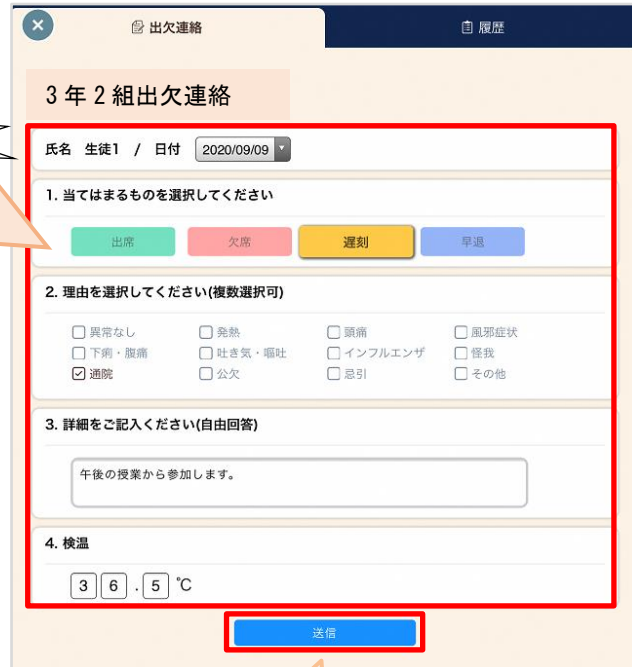 出欠連絡
履歴
3年2組出欠連絡
氏名 生徒1 / 日付 2020/09/09
1. 当てはまるものを選択してください
出席 欠席 遅刻 早退
2. 理由を選択してください(複数選択可)
異常なし 発熱 頭痛 風邪症状
下痢・腹痛 吐き気・嘔吐 インフルエンザ 怪我
通院 公欠 忌引 その他
3. 詳細をご記入ください(自由回答)
午後の授業から参加します。
4. 検温
36.5 ℃
送信